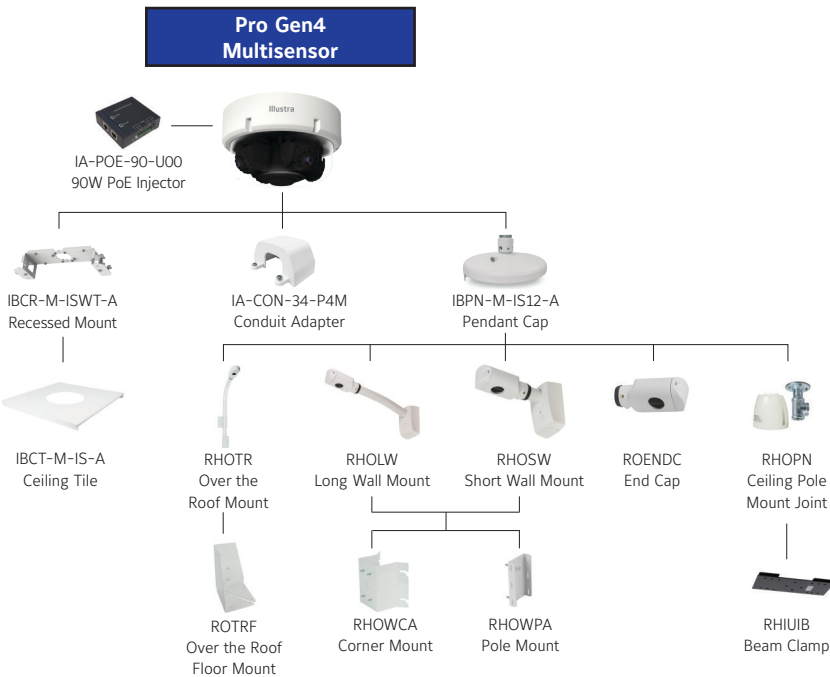 Pro Gen4
Multisensor
Illustra
IA-POE-90-U00
90W PoE Injector
IBCR-M-ISWT-A
Recessed Mount
IA-CON-34-P4M
Conduit Adapter
IBPN-M-IS12-A
Pendant Cap
IBCT-M-IS-A
Ceiling Tile
RHOTR
Over the
Roof Mount
RHOLW
Long Wall Mount
RHOSW
Short Wall Mount
ROENDC
End Cap
RHOPN
Ceiling Pole
Mount Joint
ROTRF
Over the Roof
Floor Mount
RHOWCA
Corner Mount
RHOWPA
Pole Mount
RHIUIB
Beam Clamp